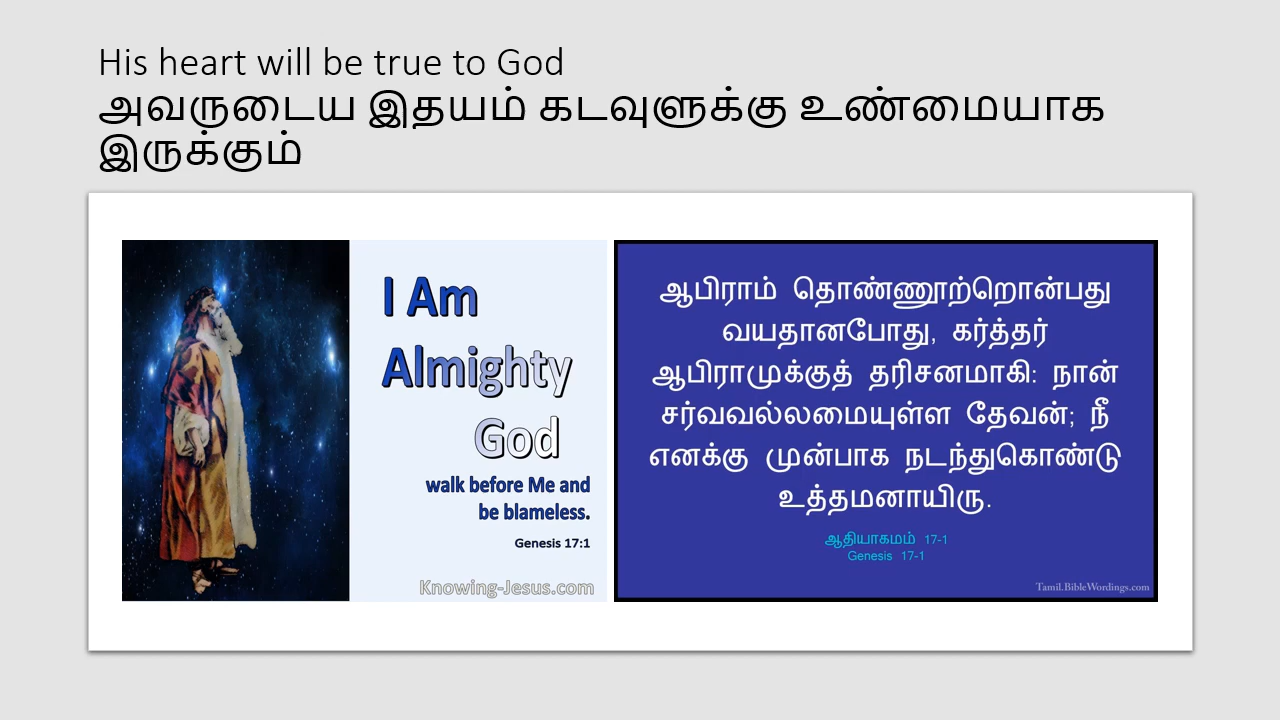 His heart will be true to God
அவருடைய இதயம் கடவுளுக்கு உண்மையாக
இருக்கும்
I Am
Almighty
God
walk before Me and
be blameless.
Genesis 17:1
Knowing-Jesus.com
ஆபிராம் தொண்ணூற்றொன்பது
வயதானபோது, கர்த்தர்
ஆபிராமுக்குத் தரிசனமாகி: நான்
சர்வவல்லமையுள்ள தேவன்; நீ
எனக்கு முன்பாக நடந்துகொண்டு
உத்தமனாயிரு.
ஆதியாகமம் 17-1
Genesis 17-1
Tamil.BibleWordings.com